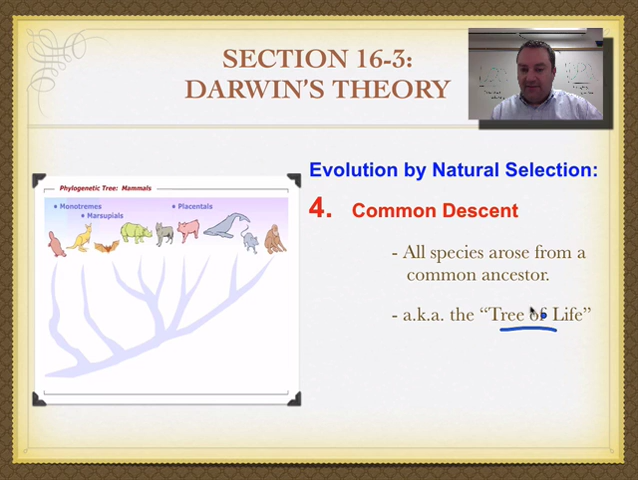 SECTION 16-3:
DARWIN'S THEORY
Evolution by Natural Selection:
4. Common Descent
- All species arose from a
common ancestor.
- a.k.a. the “Tree of Life”
Phylogenetic Tree: Mammals
• Monotremes
• Marsupials
• Placentals